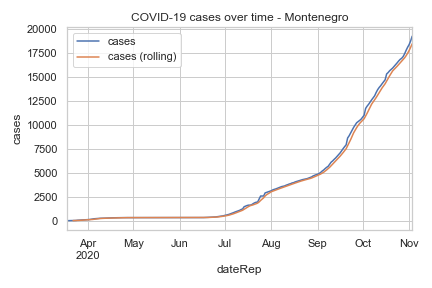 COVID-19 cases over time - Montenegro
20000
17500
15000
12500
10000
7500
5000
2500
0
cases
cases
cases (rolling)
Apr May Jun Jul Aug Sep Oct Nov
2020
dateRep